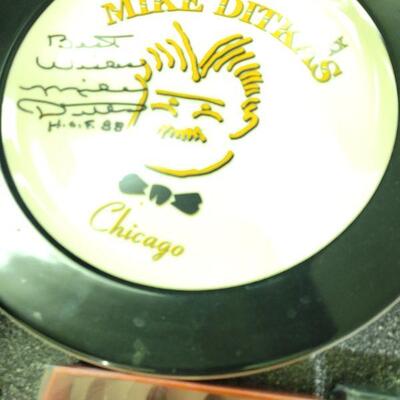 MIKE DITKA'S
Best
Wishes
Mike
Ditka
H.O.F. 88
Chicago